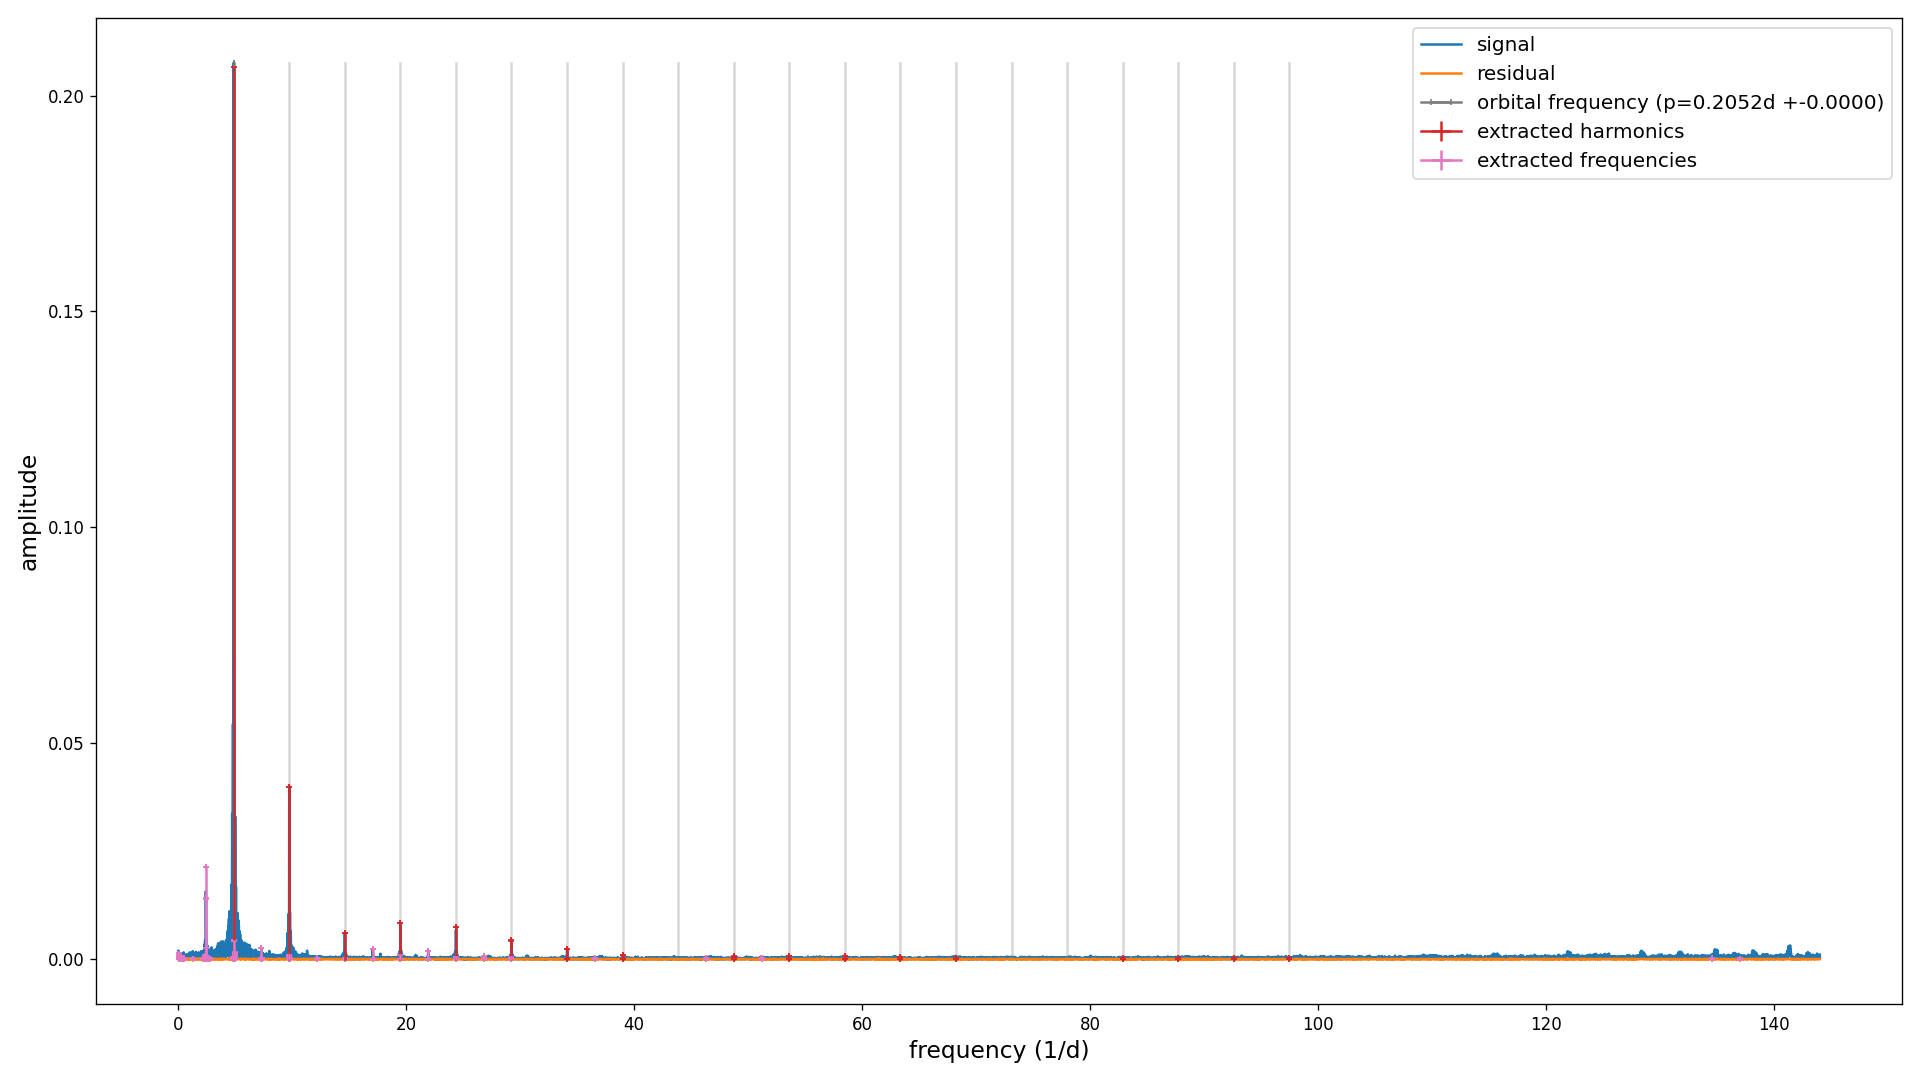 signal
residual
orbital frequency (p=0.2052d +-0.0000)
extracted harmonics
extracted frequencies
0.20
0.15
0.10
0.05
0.00
amplitude
0 20 40 60 80 100 120 140
frequency (1/d)